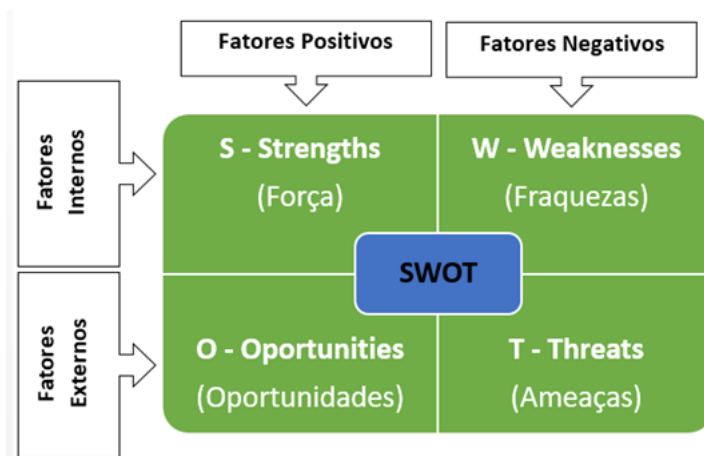 Fatores Positivos
Fatores Negativos
Fatores
Internos
S - Strengths
(Força)
W - Weaknesses
(Fraquezas)
SWOT
Fatores
Externos
O - Oportunities
(Oportunidades)
T - Threats
(Ameaças)